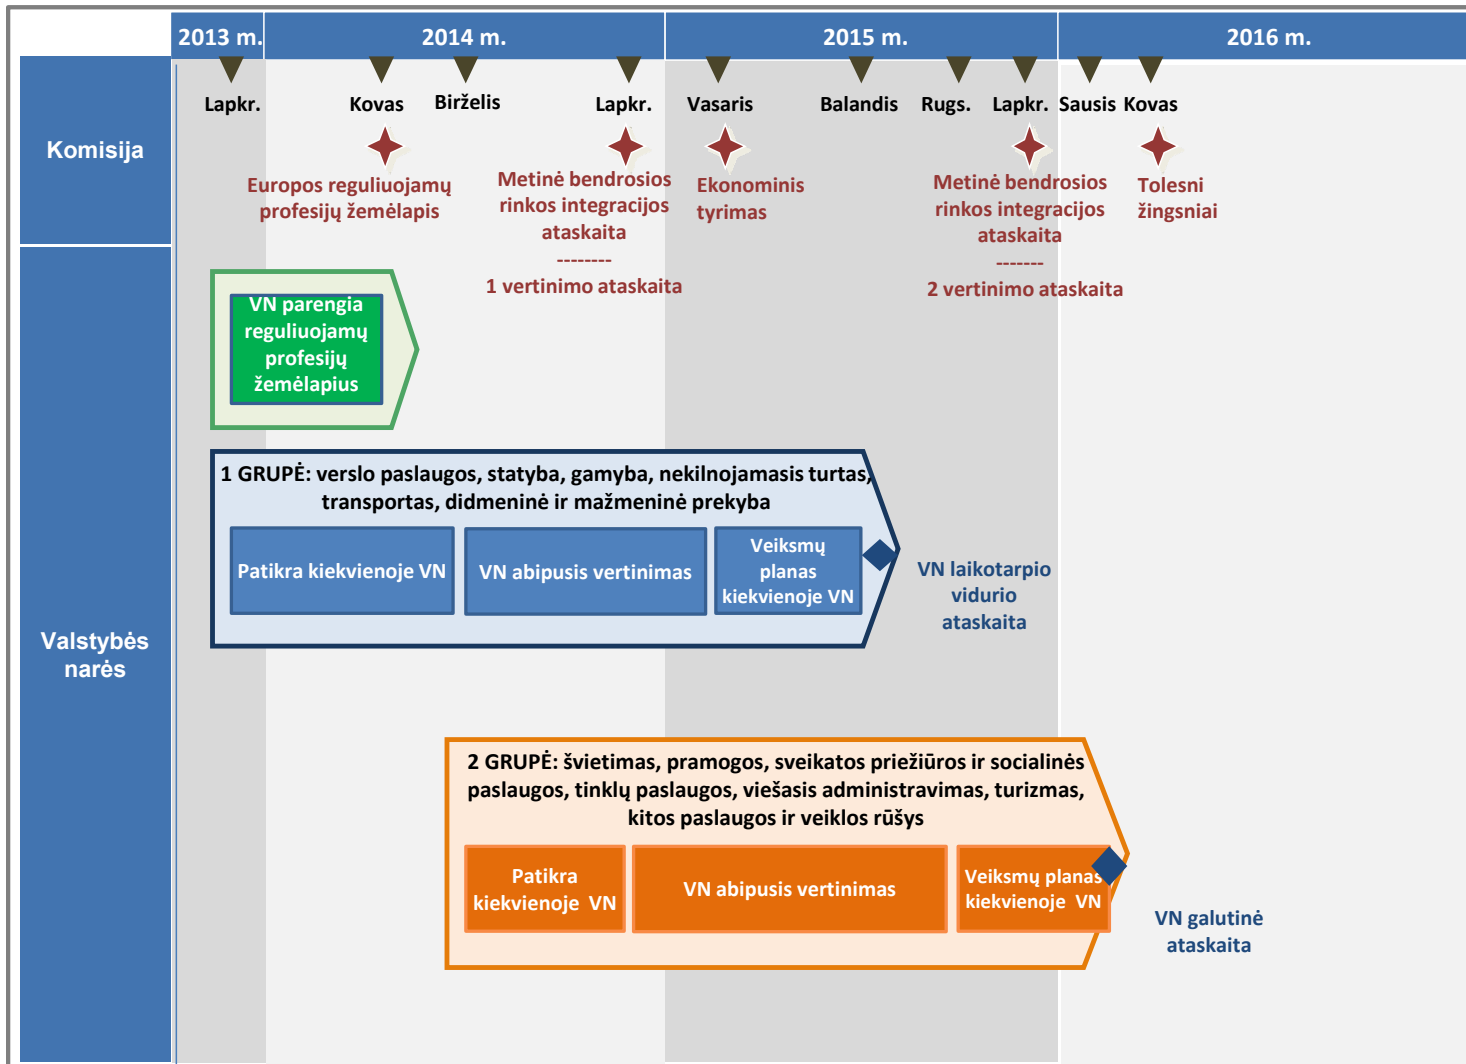 2013 m.
2014 m.
2015 m.
2016 m.
Lapkr.
Kovas
Birželis
Lapkr.
Vasaris
Balandis
Rugs.
Lapkr.
Sausis
Kovas
Komisija
Europos reguliuojamų
profesijų žemėlapis
Metinė bendrosios
rinkos integracijos
ataskaita
--------
1 vertinimo ataskaita
Ekonominis
tyrimas
Metinė bendrosios
rinkos integracijos
ataskaita
-------
2 vertinimo ataskaita
Tolesni
žingsniai
Valstybės
narės
VN parengia
reguliuojamų
profesijų
žemėlapius
1 GRUPĖ: verslo paslaugos, statyba, gamyba, nekilnojamasis turtas,
transportas, didmeninė ir mažmeninė prekyba
Patikra kiekvienoje VN
VN abipusis vertinimas
Veiksmų
planas
kiekvienoje VN
VN laikotarpio
vidurio
ataskaita
2 GRUPĖ: švietimas, pramogos, sveikatos priežiūros ir socialinės
paslaugos, tinklų paslaugos, viešasis administravimas, turizmas,
kitos paslaugos ir veiklos rūšys
Patikra
kiekvienoje VN
VN abipusis vertinimas
Veiksmų planas
kiekvienoje VN
VN galutinė
ataskaita